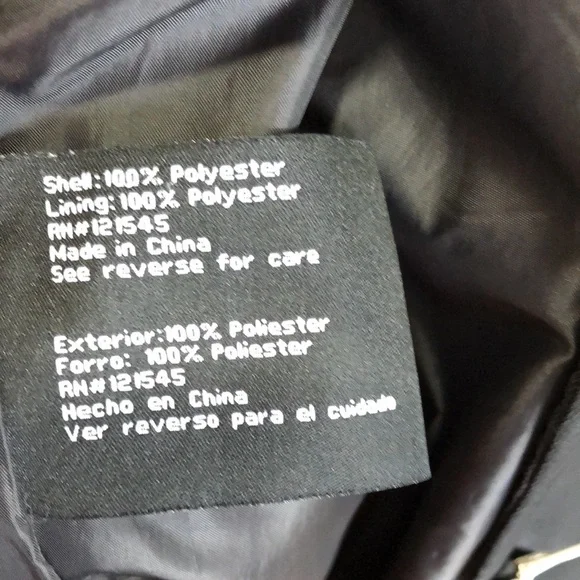 Shell:100% Polyester
Lining:100% Polyester
RN#121545
Made in China
See reverse for care
Exterior:100% Poliester
Forro: 100% Poliester
RN#121545
Hecho en China
Ver reverso para el cuidado